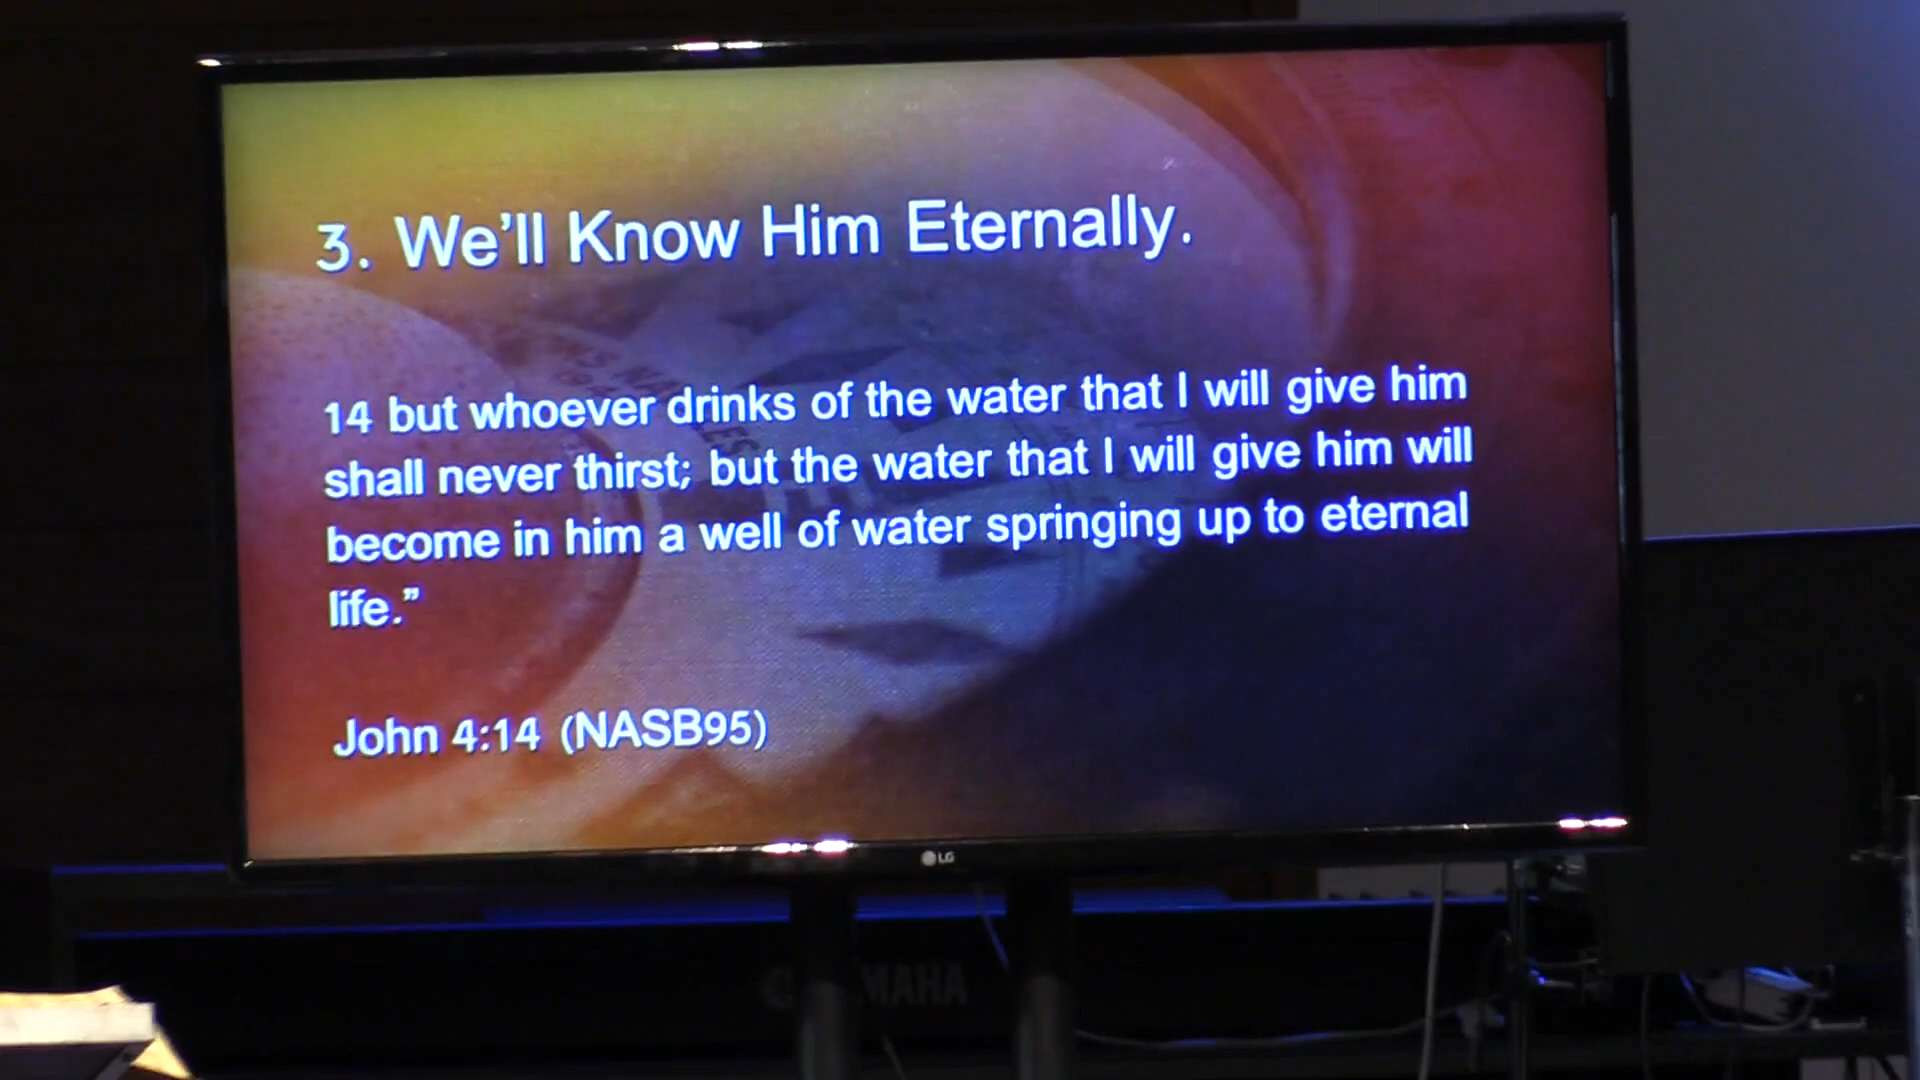 3. We'll Know Him Eternally.
14 but whoever drinks of the water that I will give him
shall never thirst; but the water that I will give him will
become in him a well of water springing up to eternal
life.”
John 4:14 (NASB95)
LG
YAMAHA